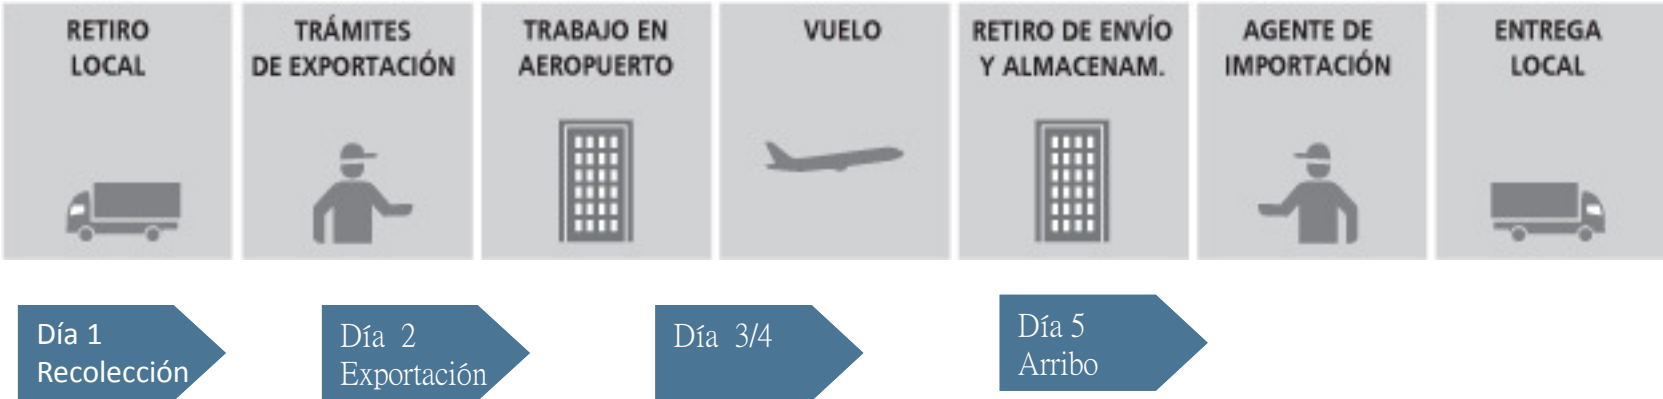 RETIRO
LOCAL
TRÁMITES
DE EXPORTACIÓN
TRABAJO EN
AEROPUERTO
VUELO
RETIRO DE ENVÍO
Y ALMACENAM.
AGENTE DE
IMPORTACIÓN
ENTREGA
LOCAL
Día 1
Recolección
Día 2
Exportación
Día 3/4
Día 5
Arribo